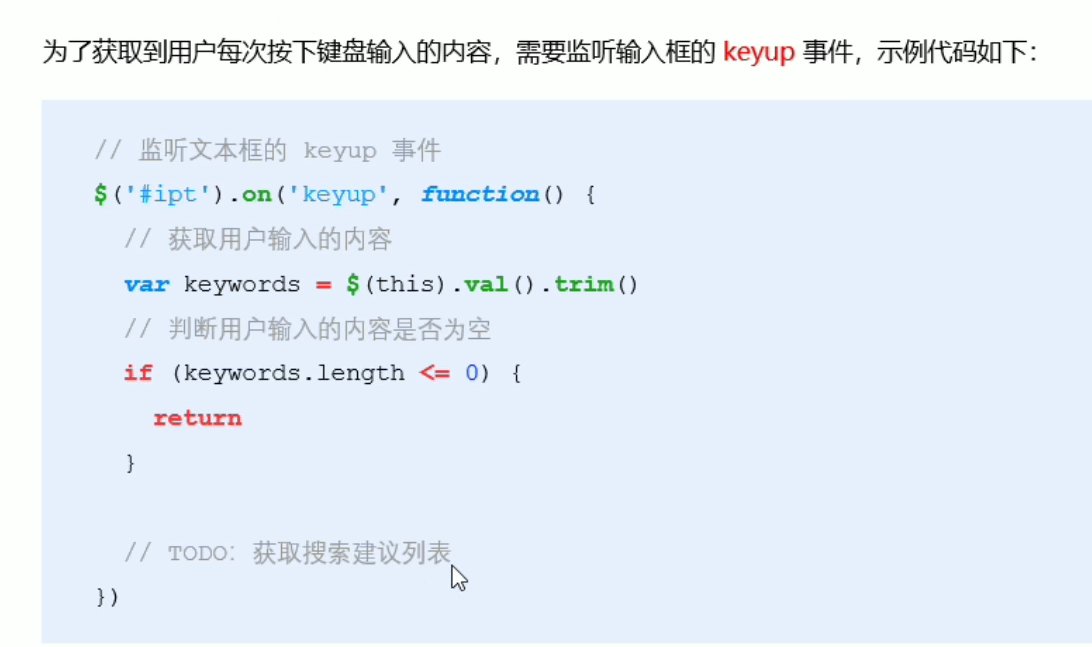 为了获取到用户每次按下键盘输入的内容，需要监听输入框的 keyup 事件，示例代码如下：
// 监听文本框的 keyup 事件
$('#ipt').on('keyup', function() {
// 获取用户输入的内容
var keywords = $(this).val().trim()
// 判断用户输入的内容是否为空
if (keywords.length <= 0) {
return
}
// TODO：获取搜索建议列表
})